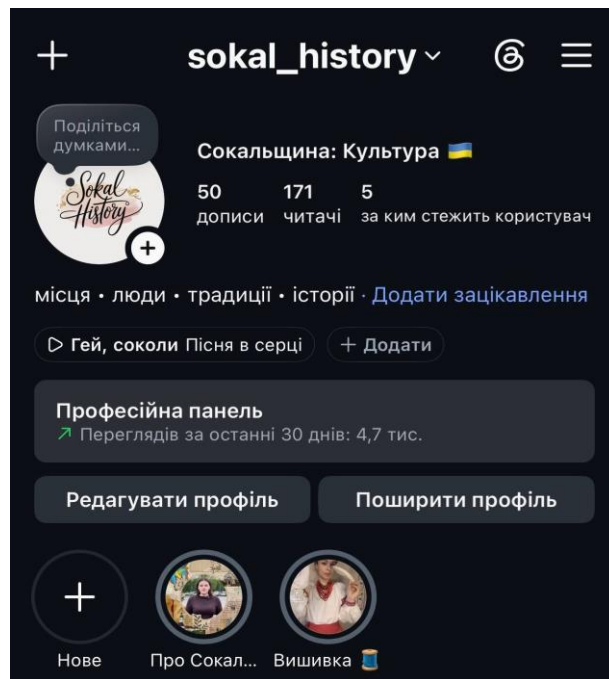 sokal_history
Поділіться
думками...
Sokal
History
Сокальщина: Культура 🇺🇦
50 171 5
дописи читачі за ким стежить користувач
місця • люди • традиції • історії · Додати зацікавлення
Гей, соколи Пісня в серці + Додати
Професійна панель
Переглядів за останні 30 днів: 4,7 тис.
Редагувати профіль Поширити профіль
Нове Про Сокал... Вишивка 🧵